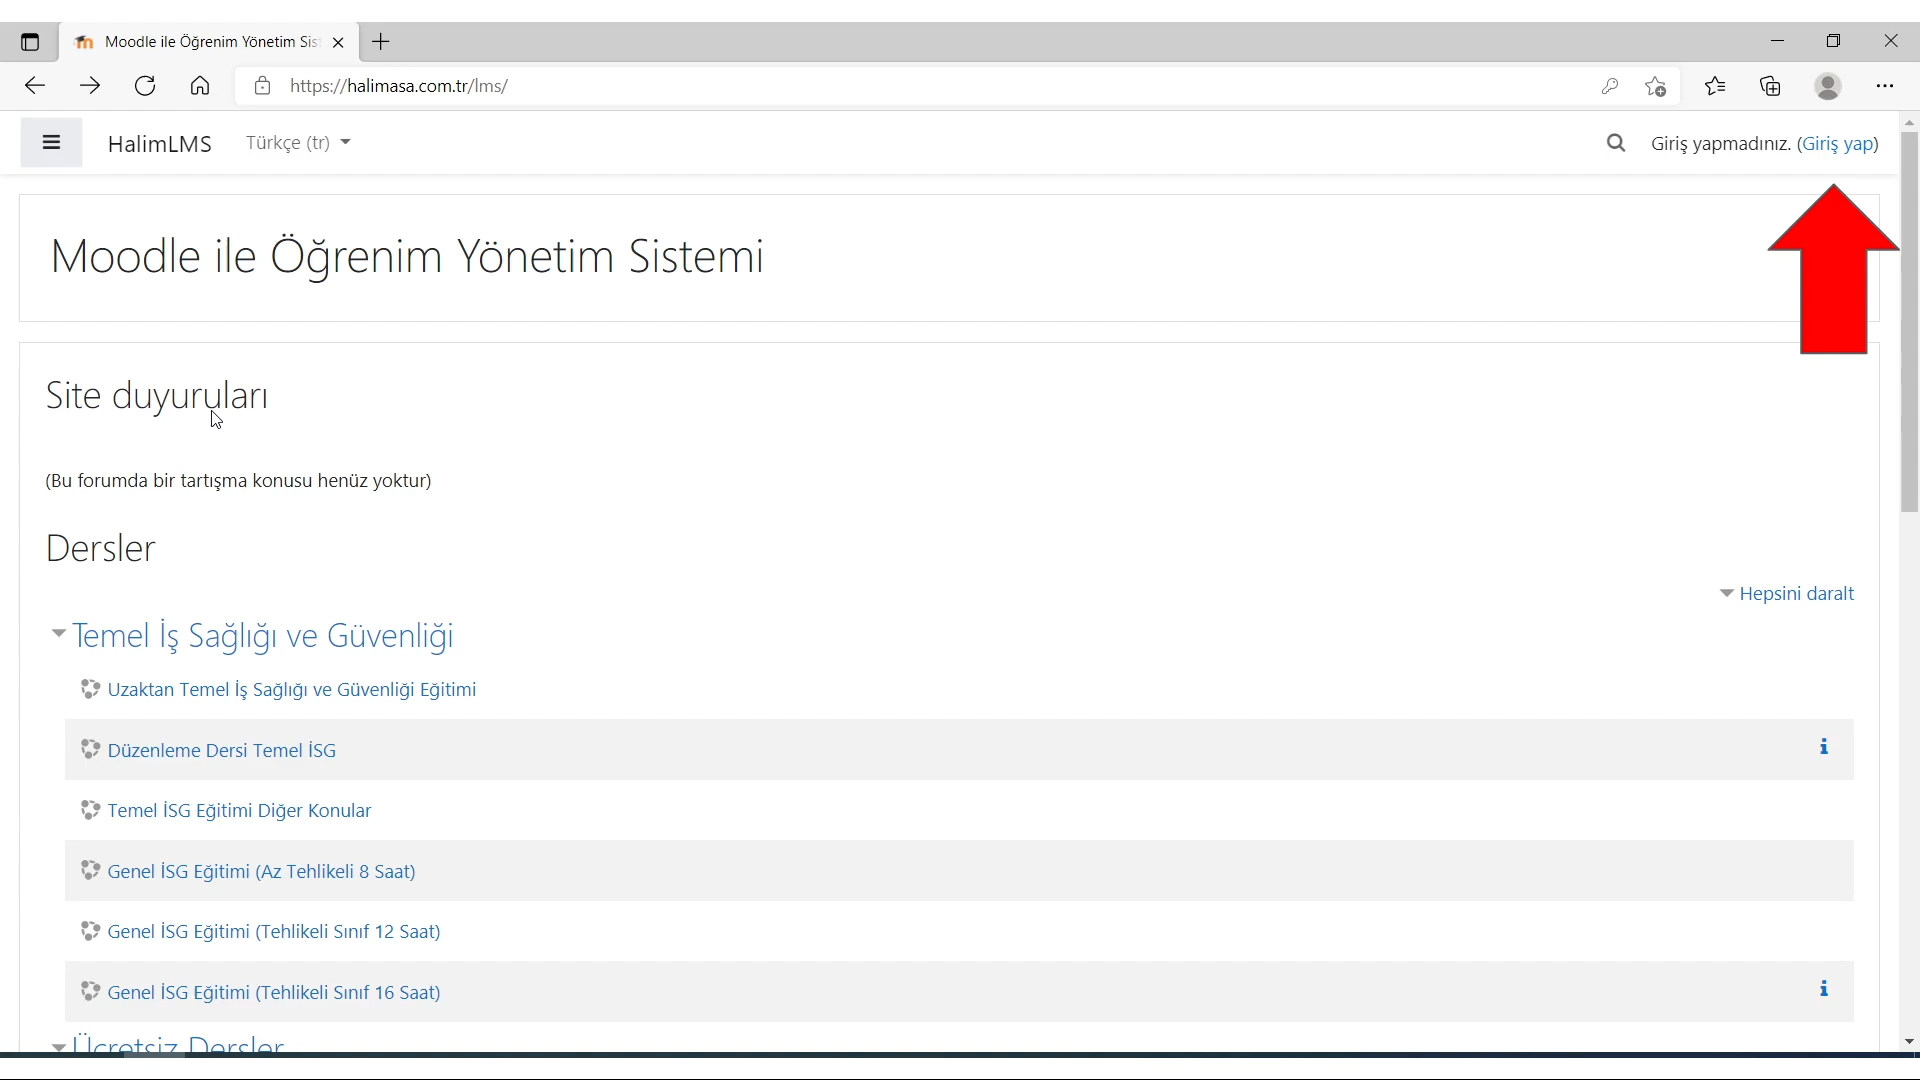 Moodle ile Öğrenim Yönetim Sis
https://halimasa.com.tr/lms/
HalimLMS Türkçe (tr) Giriş yapmadınız. (Giriş yap)
Moodle ile Öğrenim Yönetim Sistemi
Site duyuruları
(Bu forumda bir tartışma konusu henüz yoktur)
Dersler
Hepsini daralt
Temel İş Sağlığı ve Güvenliği
Uzaktan Temel İş Sağlığı ve Güvenliği Eğitimi
Düzenleme Dersi Temel İSG
Temel İSG Eğitimi Diğer Konular
Genel İSG Eğitimi (Az Tehlikeli 8 Saat)
Genel İSG Eğitimi (Tehlikeli Sınıf 12 Saat)
Genel İSG Eğitimi (Tehlikeli Sınıf 16 Saat)
Ücretsiz Dersler